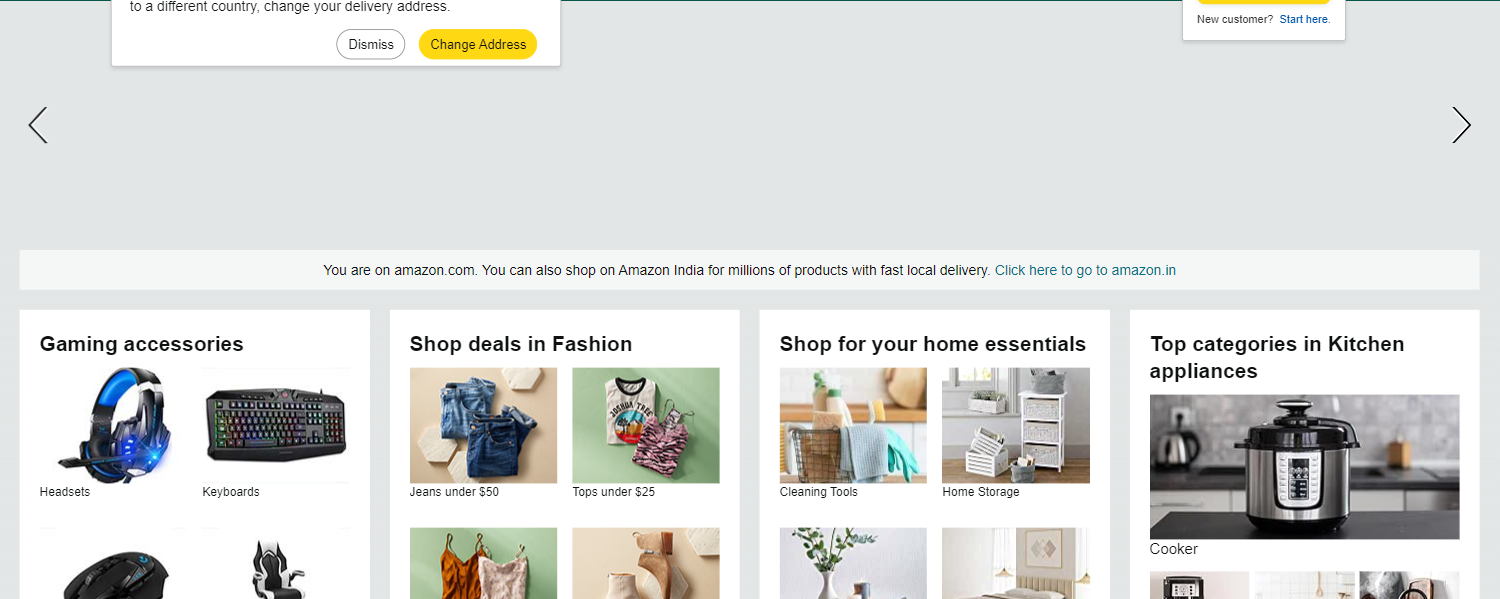 to a different country, change your delivery address.
Dismiss
Change Address
New customer? Start here.
You are on amazon.com. You can also shop on Amazon India for millions of products with fast local delivery. Click here to go to amazon.in
Gaming accessories
Headsets
Keyboards
Shop deals in Fashion
JOSHUA TREE
Jeans under $50
Tops under $25
Shop for your home essentials
Cleaning Tools
Home Storage
Top categories in Kitchen
appliances
Cooker